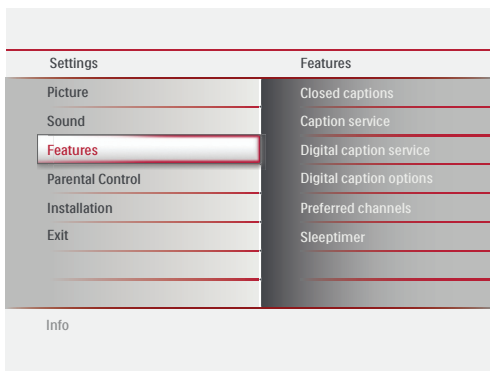 Settings
Features
Picture
Sound
Features
Parental Control
Installation
Exit
Closed captions
Caption service
Digital caption service
Digital caption options
Preferred channels
Sleeptimer
Info